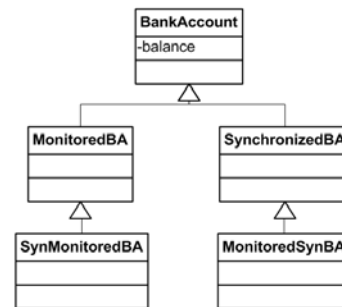 BankAccount
-balance
MonitoredBA
SynchronizedBA
SynMonitoredBA
MonitoredSynBA